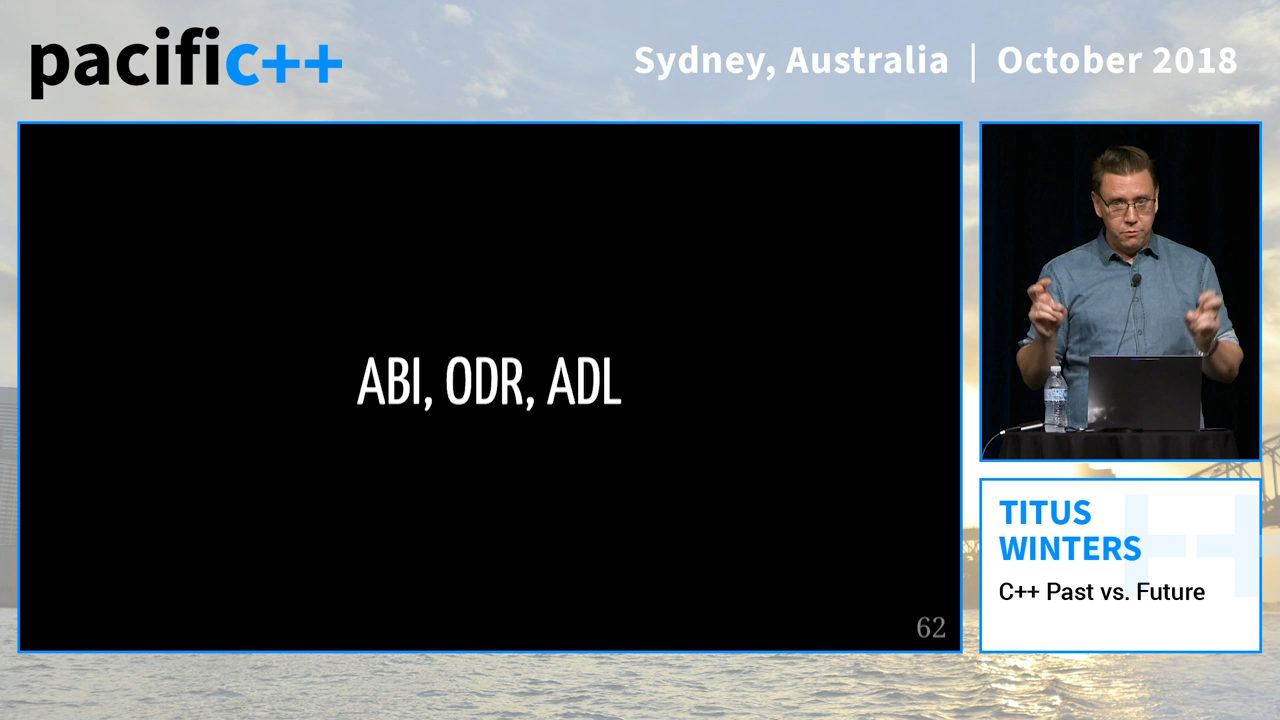 pacific++
Sydney, Australia | October 2018
ABI, ODR, ADL
62
TITUS
WINTERS
C++ Past vs. Future